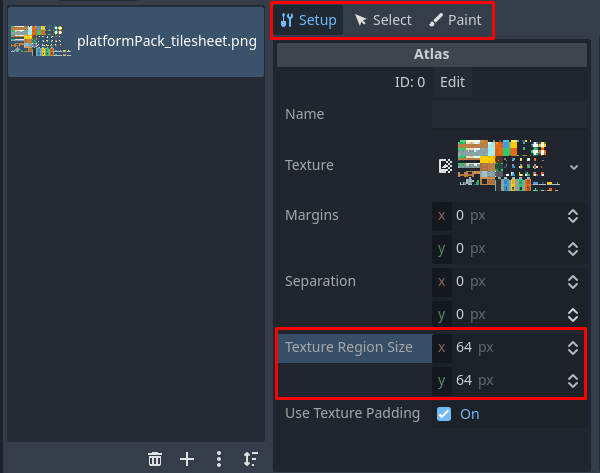 platformPack_tilesheet.png
Setup Select Paint
Atlas
ID: 0 Edit
Name
Texture
Margins x 0 px
y 0 px
Separation x 0 px
y 0 px
Texture Region Size x 64 px
y 64 px
Use Texture Padding On